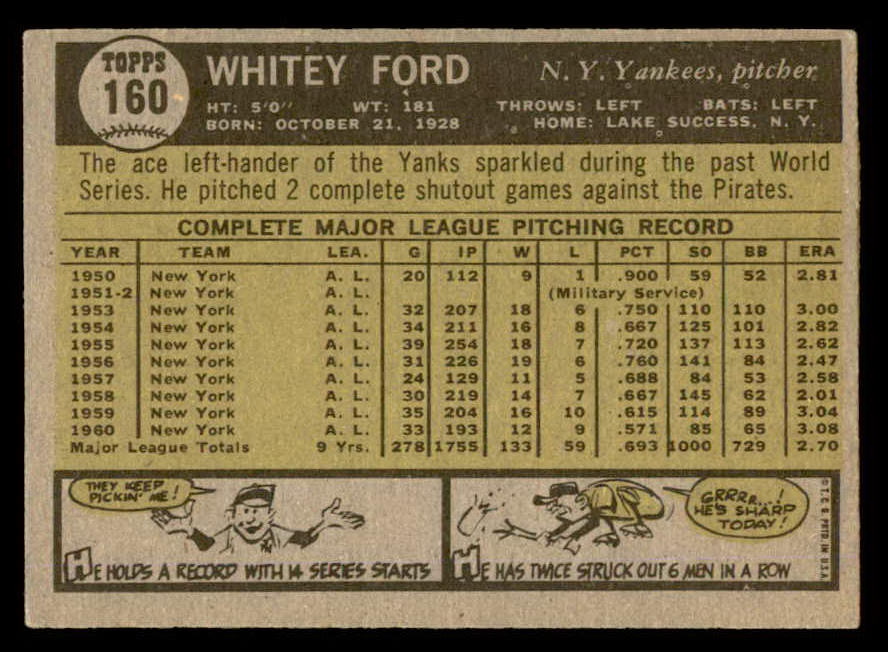 TOPPS
160
WHITEY FORD N. Y. Yankees, pitcher
HT: 5'0" WT: 181 THROWS: LEFT BATS: LEFT
BORN: OCTOBER 21, 1928 HOME: LAKE SUCCESS, N. Y.
The ace left-hander of the Yanks sparkled during the past World
Series. He pitched 2 complete shutout games against the Pirates.
COMPLETE MAJOR LEAGUE PITCHING RECORD
YEAR TEAM LEA. G IP W L PCT SO BB ERA
1950 New York A. L. 20 112 9 1 .900 59 52 2.81
1951-2 New York A. L. (Military Service)
1953 New York A. L. 32 207 18 6 .750 110 110 3.00
1954 New York A. L. 34 211 16 8 .667 125 101 2.82
1955 New York A. L. 39 254 18 7 .720 137 113 2.62
1956 New York A. L. 31 226 19 6 .760 141 84 2.47
1957 New York A. L. 24 129 11 5 .688 84 53 2.58
1958 New York A. L. 30 219 14 7 .667 145 62 2.01
1959 New York A. L. 35 204 16 10 .615 114 89 3.04
1960 New York A. L. 33 193 12 9 .571 85 65 3.08
Major League Totals 9 Yrs. 278 1755 133 59 .693 1000 729 2.70
THEY KEEP
PICKIN' ME!
HE HOLDS A RECORD WITH 14 SERIES STARTS
GRRRR...!
HE'S SHARP
TODAY!
HE HAS TWICE STRUCK OUT 6 MEN IN A ROW
© T. C. G. PRTD. IN U.S.A.